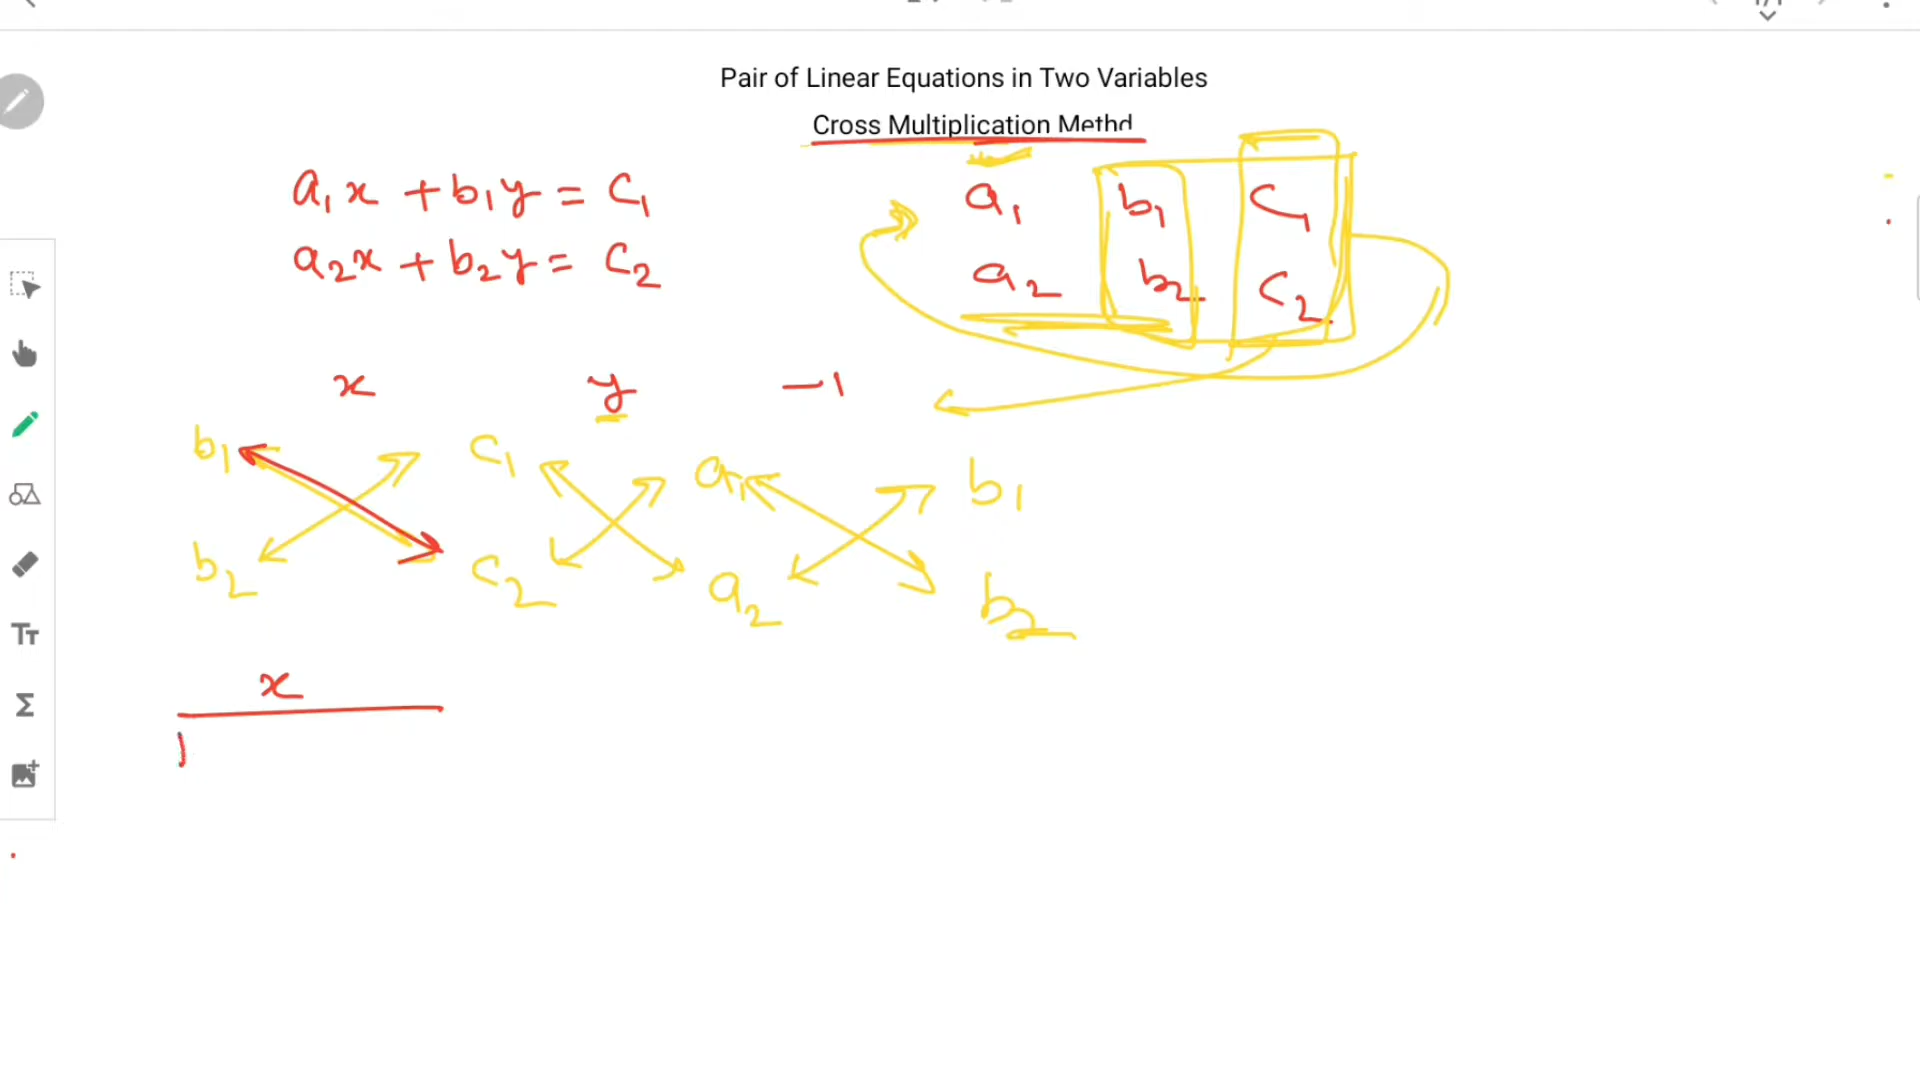 Pair of Linear Equations in Two Variables
Cross Multiplication Methd
a₁x + b₁y = c₁
a₂x + b₂y = c₂
a₁ b₁ c₁
a₂ b₂ c₂
x y -1
b₁ c₁ a₁ b₁
b₂ c₂ a₂ b₂
x
Tт
Σ